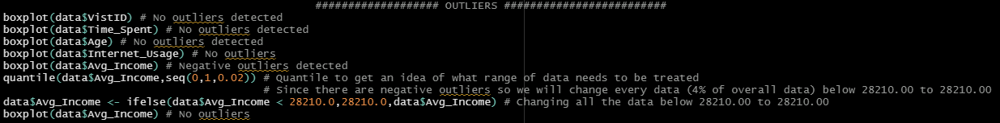 ################### OUTLIERS #########################
boxplot(data$VistID) # No outliers detected
boxplot(data$Time_Spent) # No outliers detected
boxplot(data$Age) # No outliers detected
boxplot(data$Internet_Usage) # No outliers
boxplot(data$Avg_Income) # Negative outliers detected
quantile(data$Avg_Income,seq(0,1,0.02)) # Quantile to get an idea of what range of data needs to be treated
# Since there are negative outliers so we will change every data (4% of overall data) below 28210.00 to 28210.00
data$Avg_Income <- ifelse(data$Avg_Income < 28210.0,28210.0,data$Avg_Income) # Changing all the data below 28210.00 to 28210.00
boxplot(data$Avg_Income) # No outliers